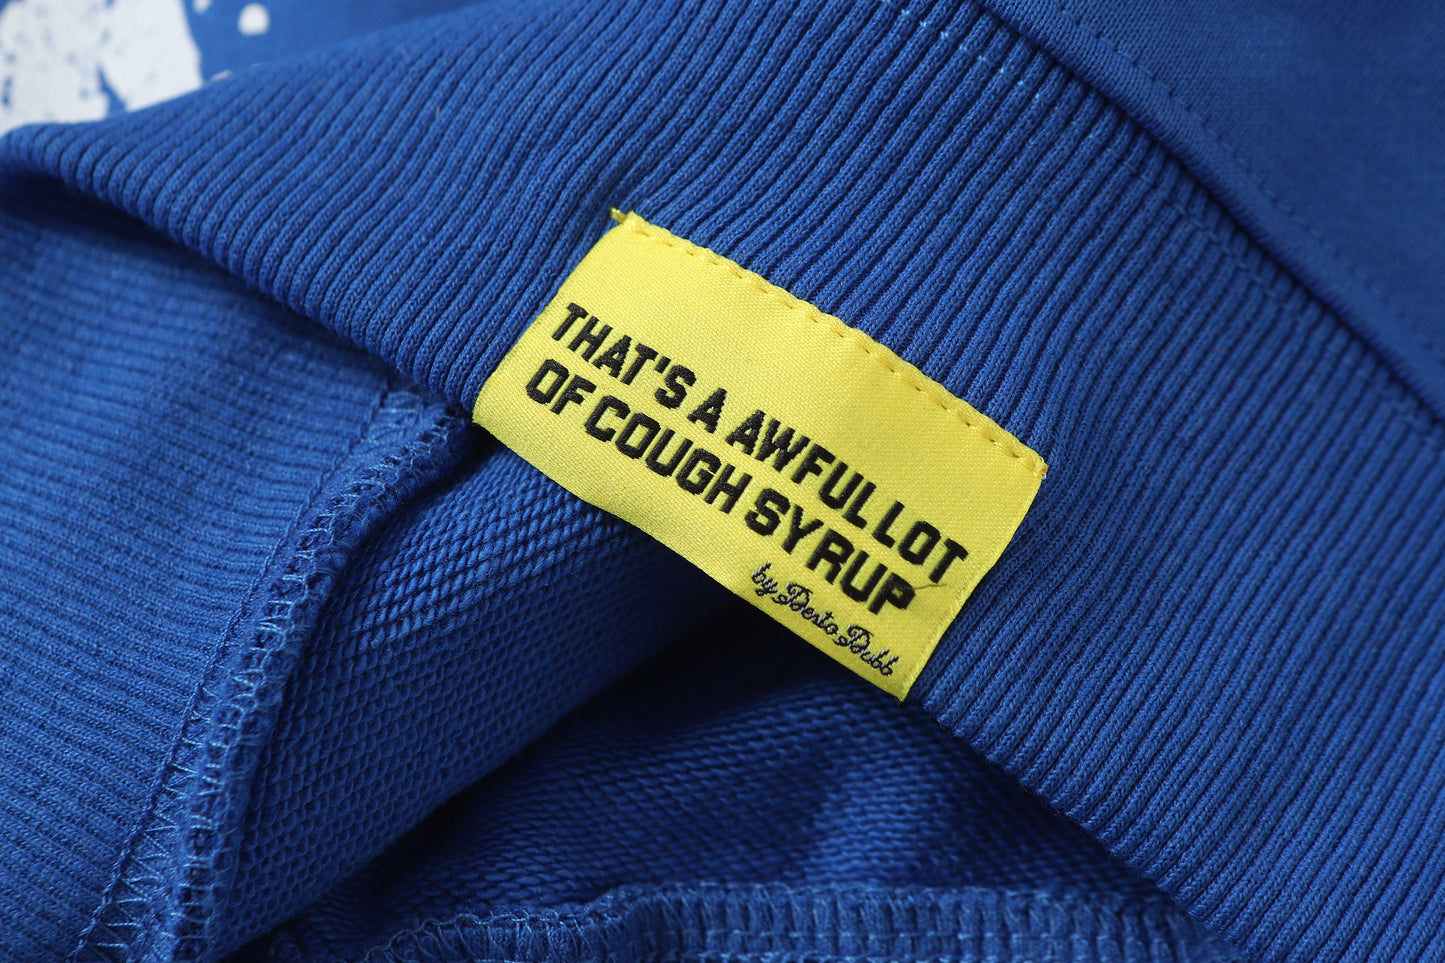 THAT'S A AWFUL LOT
OF COUGH SYRUP
by Desto Dubb